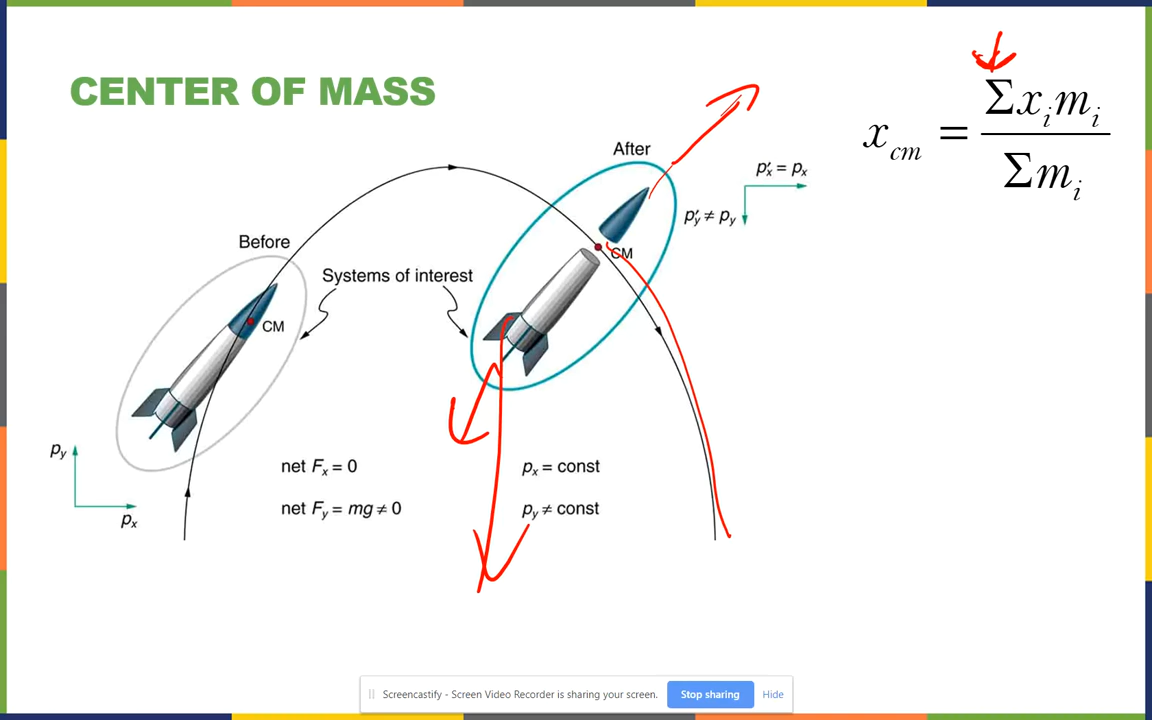 CENTER OF MASS
x_cm = Σx_i m_i / Σm_i
After
p′x = px
p′y ≠ py
Before
CM
Systems of interest
CM
py
px
net Fx = 0
net Fy = mg ≠ 0
px = const
py ≠ const
Screencastify - Screen Video Recorder is sharing your screen.
Stop sharing
Hide